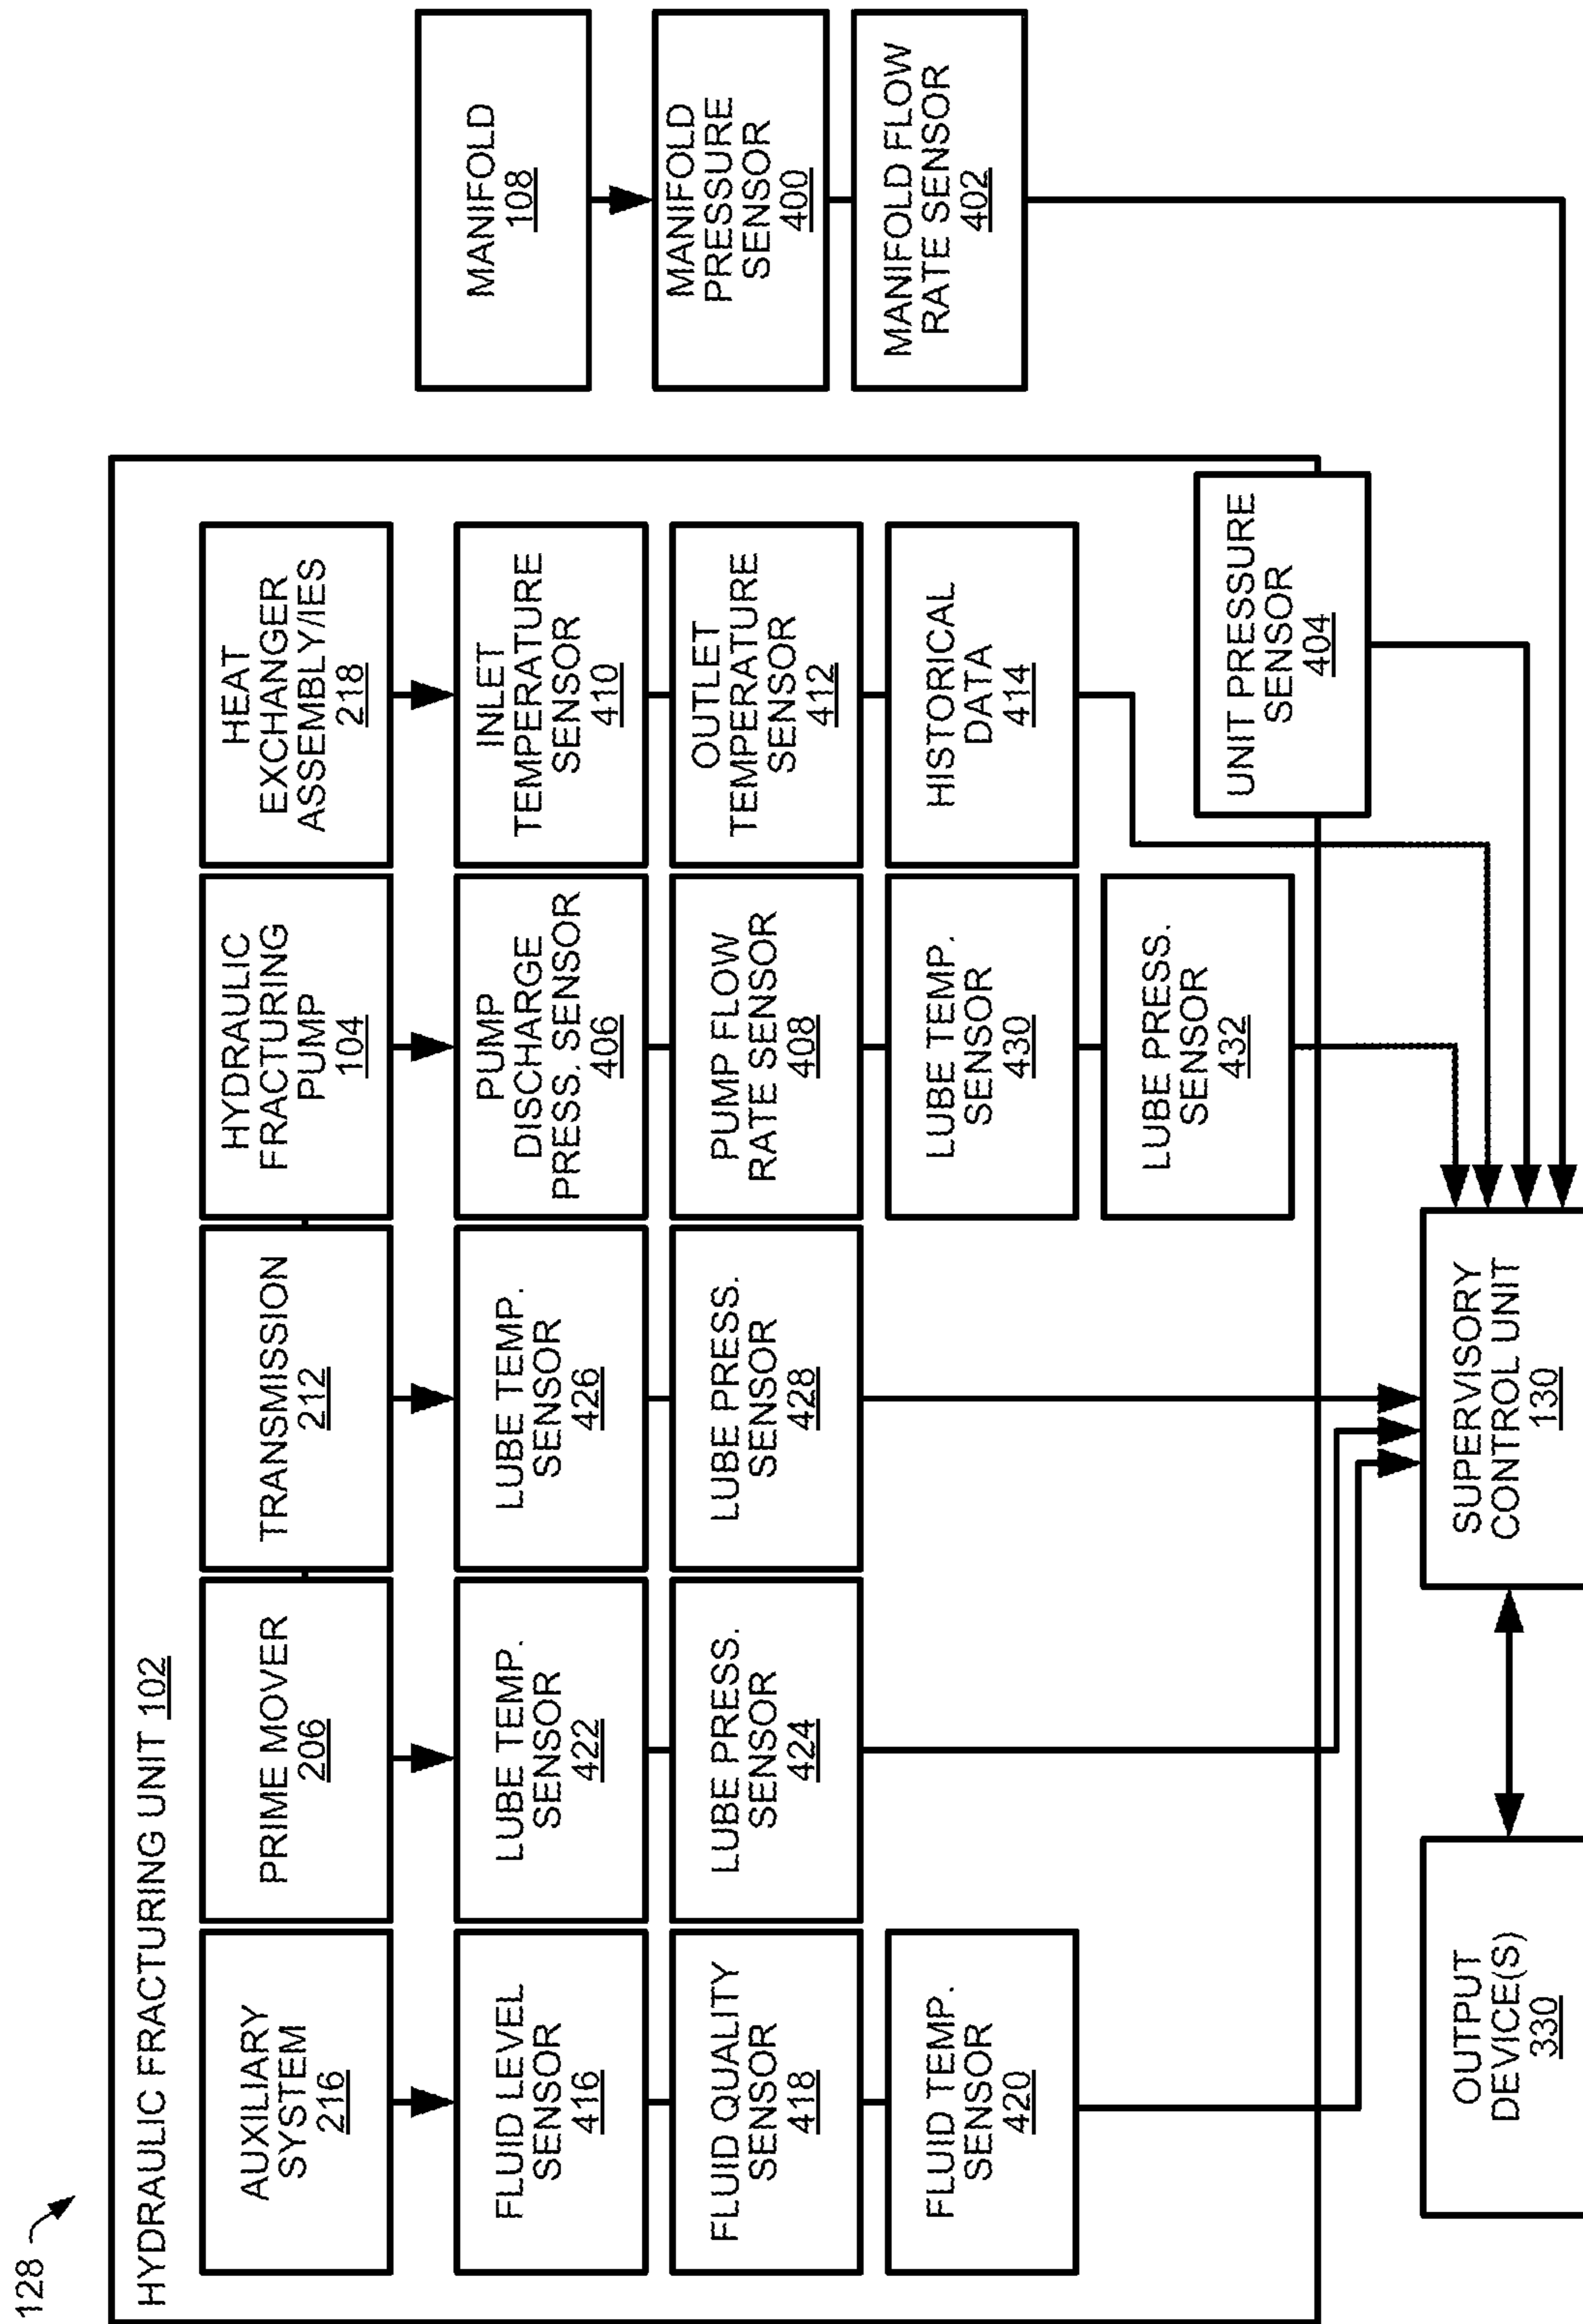 128
HYDRAULIC FRACTURING UNIT 102
AUXILIARY
SYSTEM
216
FLUID LEVEL
SENSOR
416
FLUID QUALITY
SENSOR
418
FLUID TEMP.
SENSOR
420
PRIME MOVER
206
LUBE TEMP.
SENSOR
422
LUBE PRESS.
SENSOR
424
TRANSMISSION
212
LUBE TEMP.
SENSOR
426
LUBE PRESS.
SENSOR
428
HYDRAULIC
FRACTURING
PUMP
104
PUMP
DISCHARGE
PRESS. SENSOR
406
PUMP FLOW
RATE SENSOR
408
LUBE TEMP.
SENSOR
430
LUBE PRESS.
SENSOR
432
HEAT
EXCHANGER
ASSEMBLY/IES
218
INLET
TEMPERATURE
SENSOR
410
OUTLET
TEMPERATURE
SENSOR
412
HISTORICAL
DATA
414
UNIT PRESSURE
SENSOR
404
MANIFOLD
108
MANIFOLD
PRESSURE
SENSOR
400
MANIFOLD FLOW
RATE SENSOR
402
OUTPUT
DEVICE(S)
330
SUPERVISORY
CONTROL UNIT
130